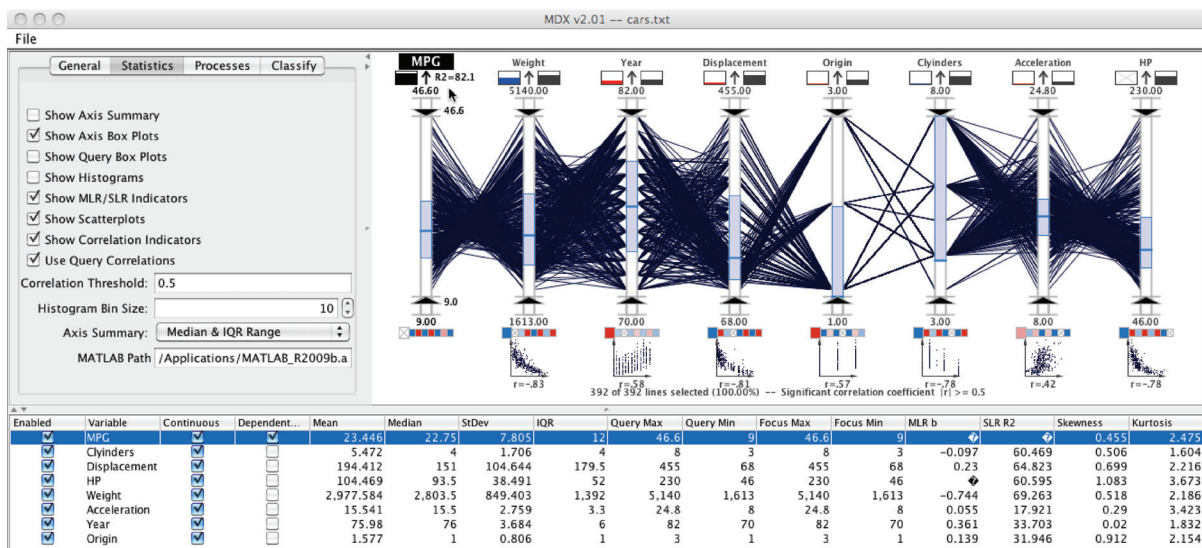 MDX v2.01 -- cars.txt
File
General Statistics Processes Classify
Show Axis Summary
Show Axis Box Plots
Show Query Box Plots
Show Histograms
Show MLR/SLR Indicators
Show Scatterplots
Show Correlation Indicators
Use Query Correlations
Correlation Threshold: 0.5
Histogram Bin Size: 10
Axis Summary: Median & IQR Range
MATLAB Path /Applications/MATLAB_R2009b.a
MPG Weight Year Displacement Origin Clyinders Acceleration HP
R2=82.1
46.60 5140.00 82.00 455.00 3.00 8.00 24.80 230.00
46.6
9.0
9.00 1613.00 70.00 68.00 1.00 3.00 8.00 46.00
r=-.83 r=.58 r=-.81 r=.57 r=-.78 r=.42 r=-.78
392 of 392 lines selected (100.00%) -- Significant correlation coefficient |r| >= 0.5
Enabled Variable Continuous Dependent... Mean Median StDev IQR Query Max Query Min Focus Max Focus Min MLR b SLR R2 Skewness Kurtosis
MPG 23.446 22.75 7.805 12 46.6 9 46.6 9 � � 0.455 2.475
Clyinders 5.472 4 1.706 4 8 3 8 3 -0.097 60.469 0.506 1.604
Displacement 194.412 151 104.644 179.5 455 68 455 68 0.23 64.823 0.699 2.216
HP 104.469 93.5 38.491 52 230 46 230 46 � 60.595 1.083 3.673
Weight 2,977.584 2,803.5 849.403 1,392 5,140 1,613 5,140 1,613 -0.744 69.263 0.518 2.186
Acceleration 15.541 15.5 2.759 3.3 24.8 8 24.8 8 0.055 17.921 0.29 3.423
Year 75.98 76 3.684 6 82 70 82 70 0.361 33.703 0.02 1.832
Origin 1.577 1 0.806 1 3 1 3 1 0.139 31.946 0.912 2.154